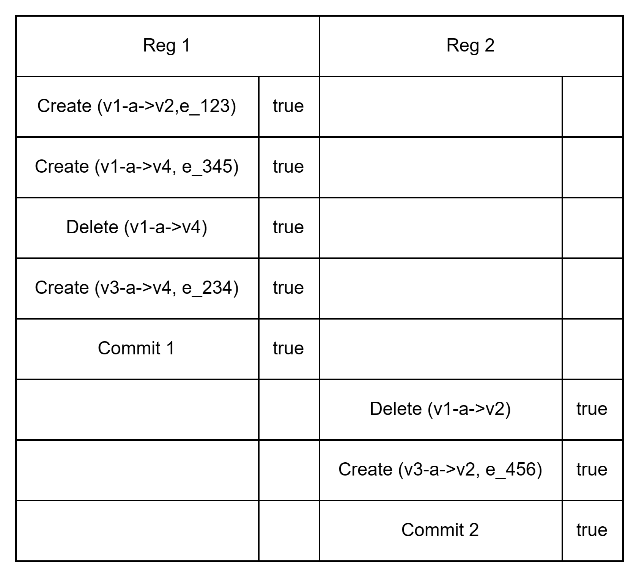 Reg 1 Reg 2
Create (v1-a->v2,e_123) true
Create (v1-a->v4, e_345) true
Delete (v1-a->v4) true
Create (v3-a->v4, e_234) true
Commit 1 true
Delete (v1-a->v2) true
Create (v3-a->v2, e_456) true
Commit 2 true